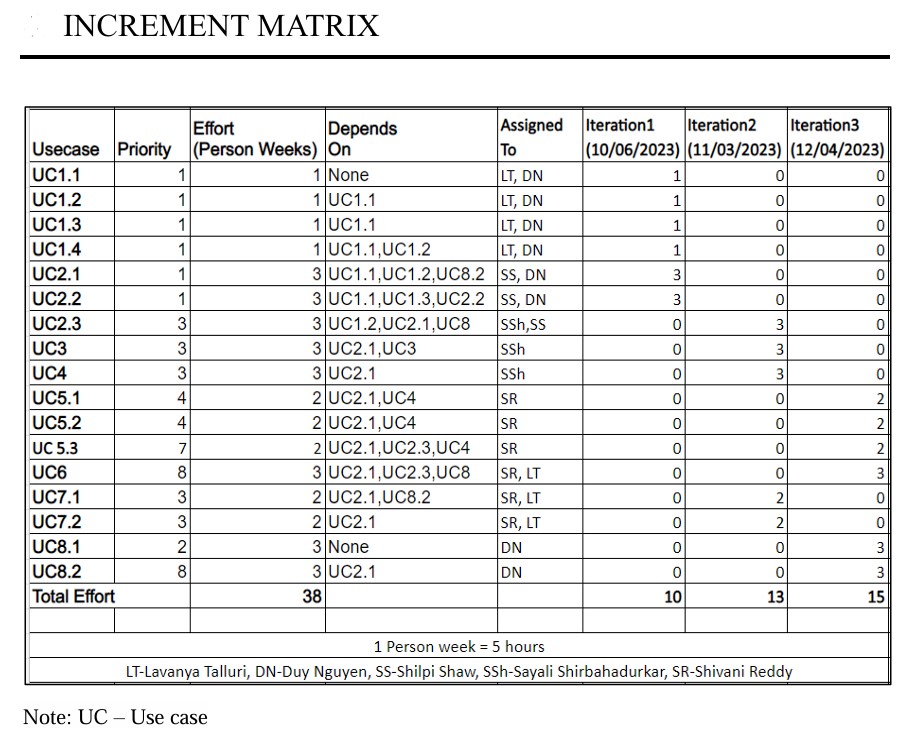 INCREMENT MATRIX
Usecase Priority Effort (Person Weeks) Depends On Assigned To Iteration1 (10/06/2023) Iteration2 (11/03/2023) Iteration3 (12/04/2023)
UC1.1 1 1 None LT, DN 1 0 0
UC1.2 1 1 UC1.1 LT, DN 1 0 0
UC1.3 1 1 UC1.1 LT, DN 1 0 0
UC1.4 1 1 UC1.1,UC1.2 LT, DN 1 0 0
UC2.1 1 3 UC1.1,UC1.2,UC8.2 SS, DN 3 0 0
UC2.2 1 3 UC1.1,UC1.3,UC2.2 SS, DN 3 0 0
UC2.3 3 3 UC1.2,UC2.1,UC8 SSh,SS 0 3 0
UC3 3 3 UC2.1,UC3 SSh 0 3 0
UC4 3 3 UC2.1 SSh 0 3 0
UC5.1 4 2 UC2.1,UC4 SR 0 0 2
UC5.2 4 2 UC2.1,UC4 SR 0 0 2
UC 5.3 7 2 UC2.1,UC2.3,UC4 SR 0 0 2
UC6 8 3 UC2.1,UC2.3,UC8 SR, LT 0 0 3
UC7.1 3 2 UC2.1,UC8.2 SR, LT 0 2 0
UC7.2 3 2 UC2.1 SR, LT 0 2 0
UC8.1 2 3 None DN 0 0 3
UC8.2 8 3 UC2.1 DN 0 0 3
Total Effort 38 10 13 15
1 Person week = 5 hours
LT-Lavanya Talluri, DN-Duy Nguyen, SS-Shilpi Shaw, SSh-Sayali Shirbahadurkar, SR-Shivani Reddy
Note: UC – Use case